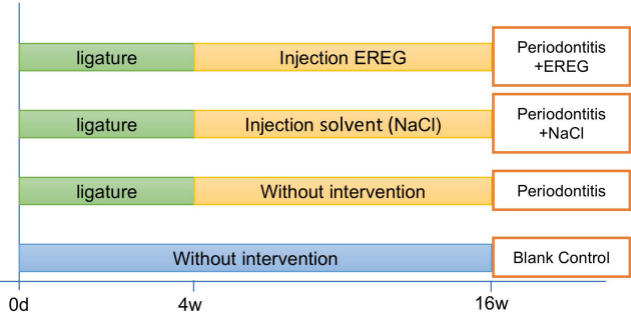 ligature
Injection EREG
Periodontitis
+EREG
ligature
Injection solvent (NaCl)
Periodontitis
+NaCl
ligature
Without intervention
Periodontitis
Without intervention
Blank Control
0d
4w
16w